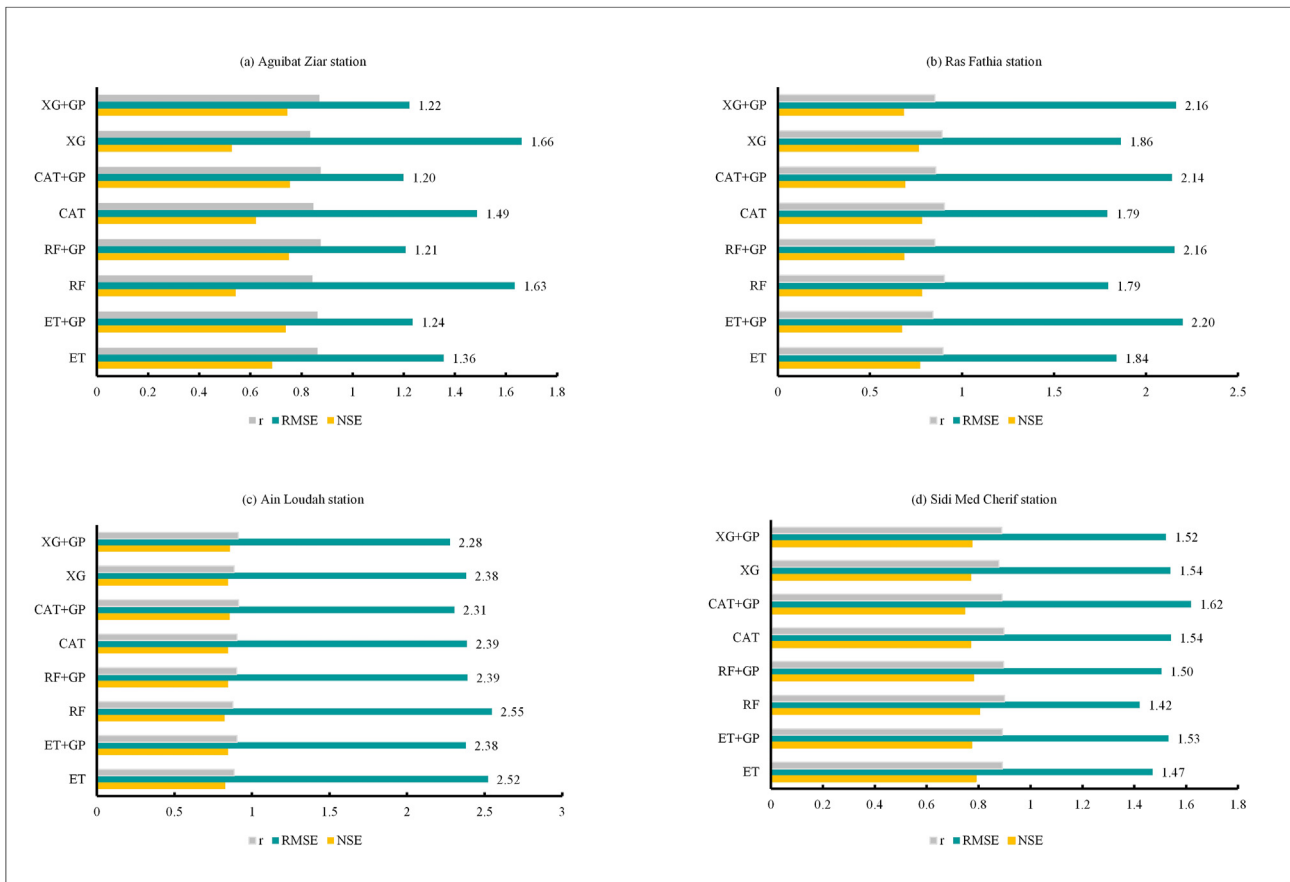 (a) Aguibat Ziar station
XG+GP
1.22
XG
1.66
CAT+GP
1.20
CAT
1.49
RF+GP
1.21
RF
1.63
ET+GP
1.24
ET
1.36
0 0.2 0.4 0.6 0.8 1 1.2 1.4 1.6 1.8
r RMSE NSE
(b) Ras Fathia station
XG+GP
2.16
XG
1.86
CAT+GP
2.14
CAT
1.79
RF+GP
2.16
RF
1.79
ET+GP
2.20
ET
1.84
0 0.5 1 1.5 2 2.5
r RMSE NSE
(c) Ain Loudah station
XG+GP
2.28
XG
2.38
CAT+GP
2.31
CAT
2.39
RF+GP
2.39
RF
2.55
ET+GP
2.38
ET
2.52
0 0.5 1 1.5 2 2.5 3
r RMSE NSE
(d) Sidi Med Cherif station
XG+GP
1.52
XG
1.54
CAT+GP
1.62
CAT
1.54
RF+GP
1.50
RF
1.42
ET+GP
1.53
ET
1.47
0 0.2 0.4 0.6 0.8 1 1.2 1.4 1.6 1.8
r RMSE NSE